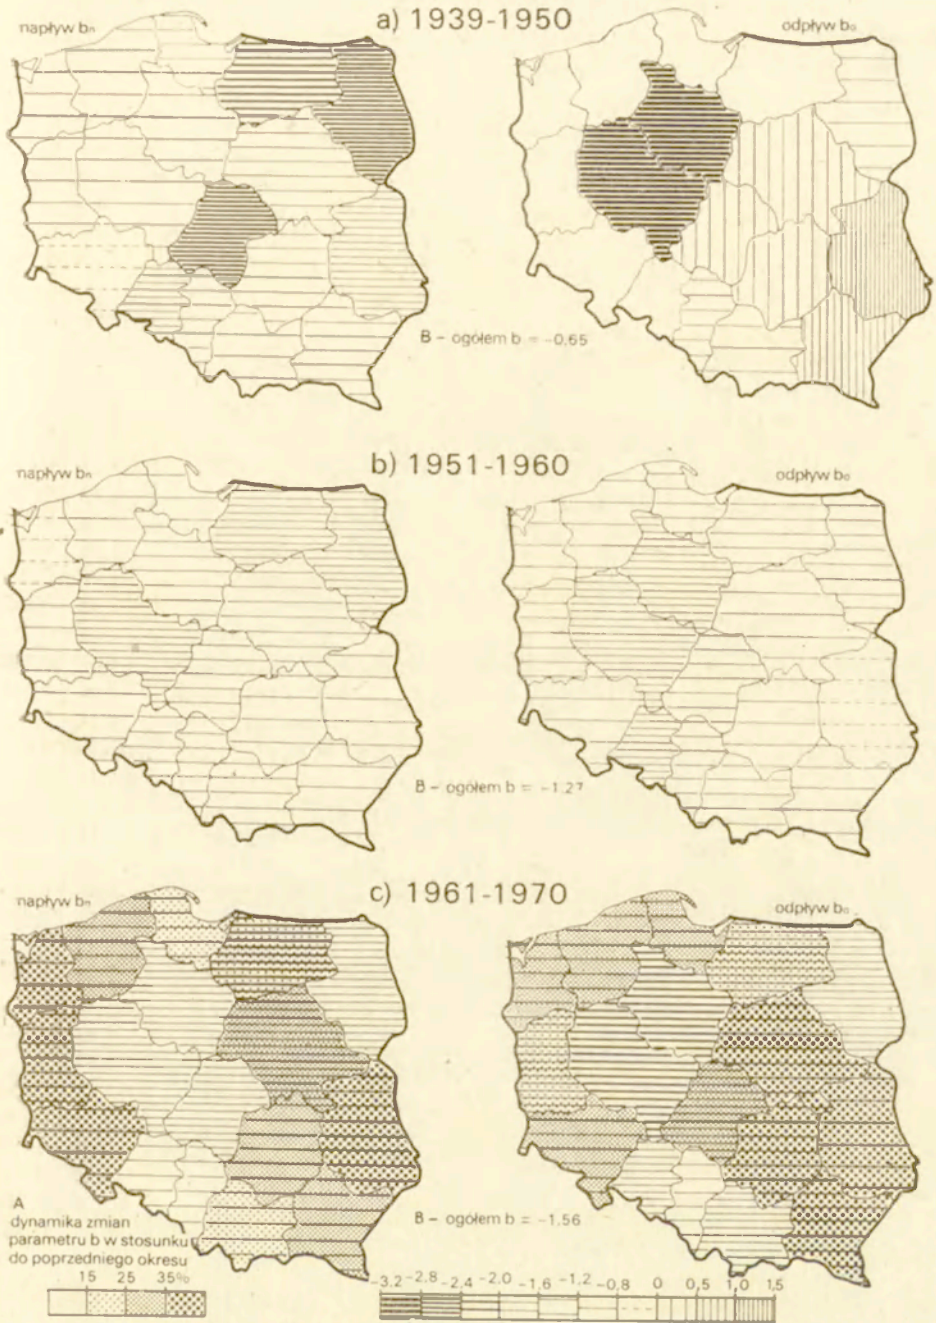 a) 1939-1950
napływ bn
odpływ bo
B - ogółem b = -0.65
b) 1951-1960
napływ bn
odpływ bo
B - ogółem b = -1.27
c) 1961-1970
napływ bn
odpływ bo
B - ogółem b = -1.56
A
dynamika zmian
parametru b w stosunku
do poprzedniego okresu
15 25 35%
-3.2 -2.8 -2.4 -2.0 -1.6 -1.2 -0.8 0 0,5 1,0 1,5